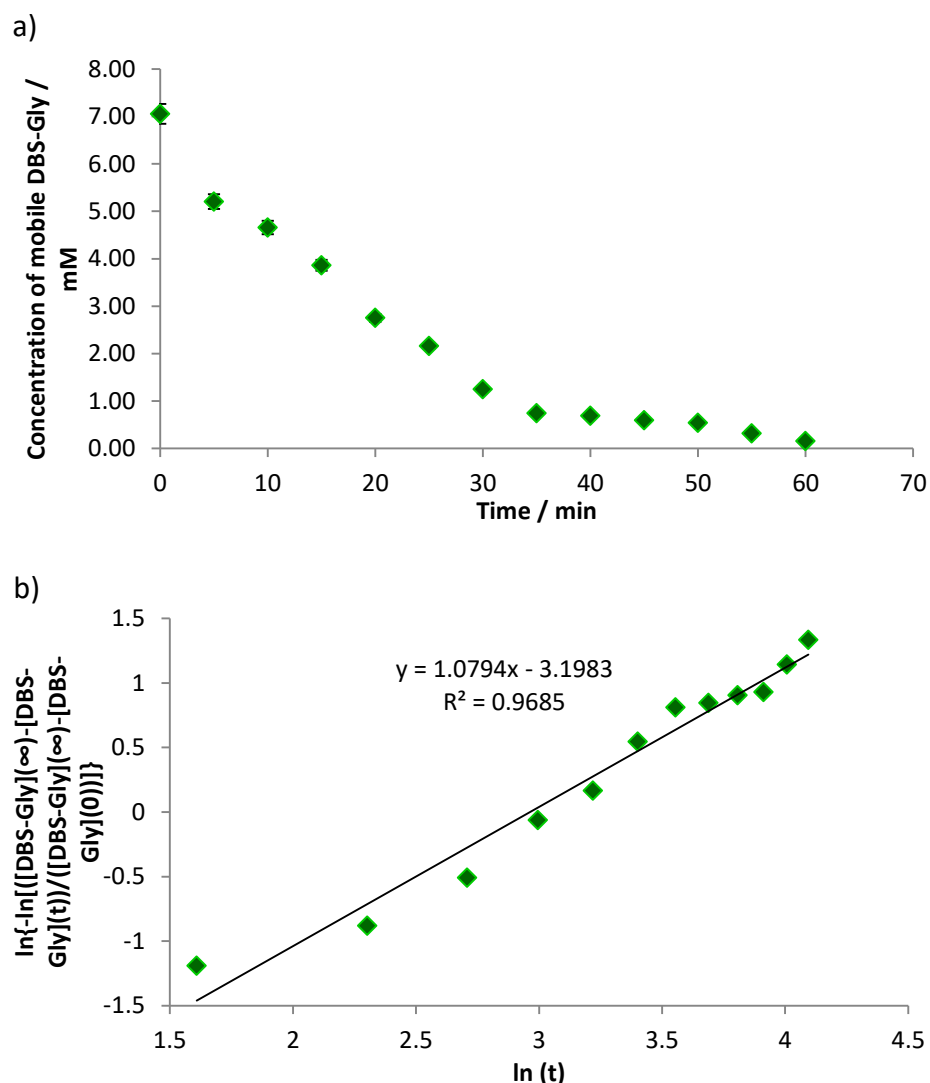 a)
Concentration of mobile DBS-Gly /
mM
8.00
7.00
6.00
5.00
4.00
3.00
2.00
1.00
0.00
0 10 20 30 40 50 60 70
Time / min
b)
ln{-ln[([DBS-Gly](∞)-[DBS-
Gly](t))/([DBS-Gly](∞)-[DBS-
Gly](0))]}
1.5
1
0.5
0
-0.5
-1
-1.5
y = 1.0794x - 3.1983
R² = 0.9685
1.5 2 2.5 3 3.5 4 4.5
ln (t)